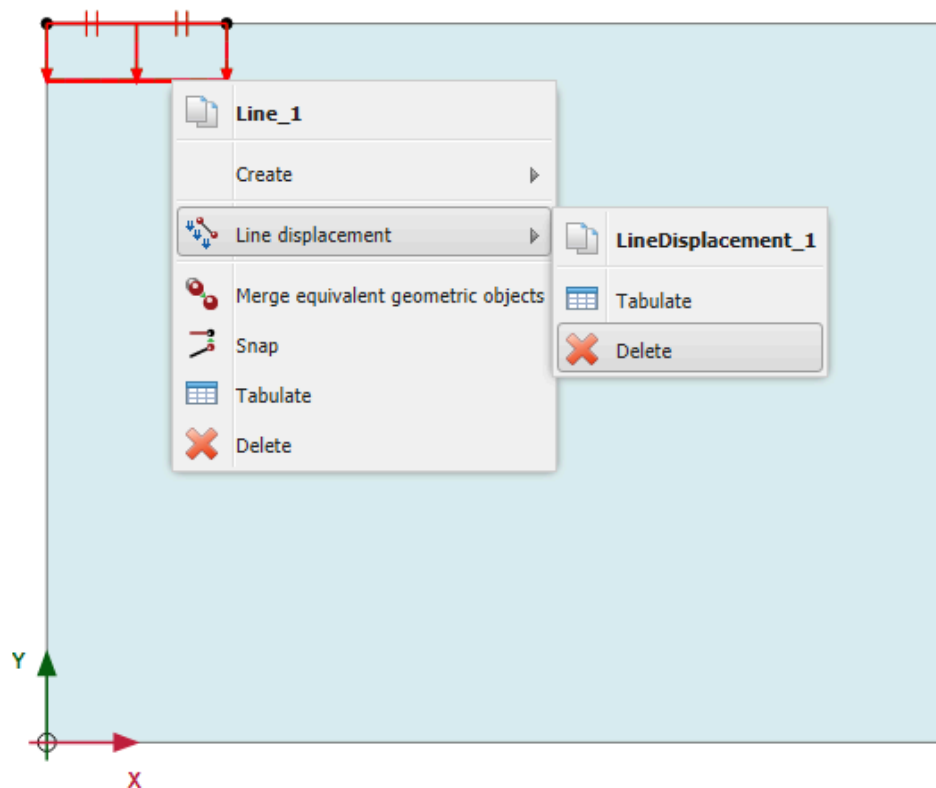 Line_1
Create
Line displacement
LineDisplacement_1
Tabulate
Delete
Merge equivalent geometric objects
Snap
Tabulate
Delete
Y
X